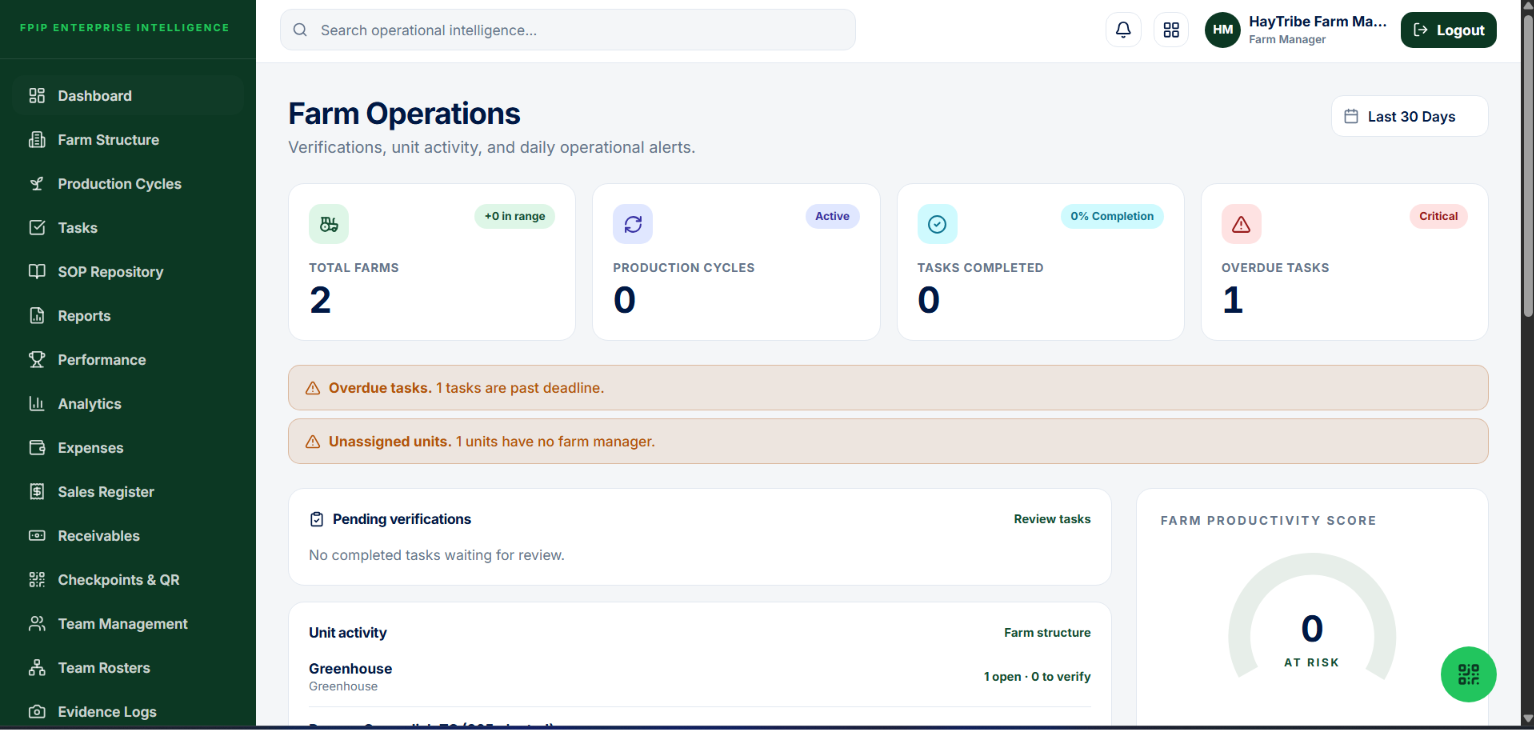 FPIP ENTERPRISE INTELLIGENCE
Dashboard
Farm Structure
Production Cycles
Tasks
SOP Repository
Reports
Performance
Analytics
Expenses
Sales Register
Receivables
Checkpoints & QR
Team Management
Team Rosters
Evidence Logs
Search operational intelligence...
HM
HayTribe Farm Ma...
Farm Manager
Logout
Farm Operations
Verifications, unit activity, and daily operational alerts.
Last 30 Days
+0 in range
TOTAL FARMS
2
Active
PRODUCTION CYCLES
0
0% Completion
TASKS COMPLETED
0
Critical
OVERDUE TASKS
1
Overdue tasks. 1 tasks are past deadline.
Unassigned units. 1 units have no farm manager.
Pending verifications
Review tasks
No completed tasks waiting for review.
Unit activity
Farm structure
Greenhouse
Greenhouse
1 open · 0 to verify
FARM PRODUCTIVITY SCORE
0
AT RISK